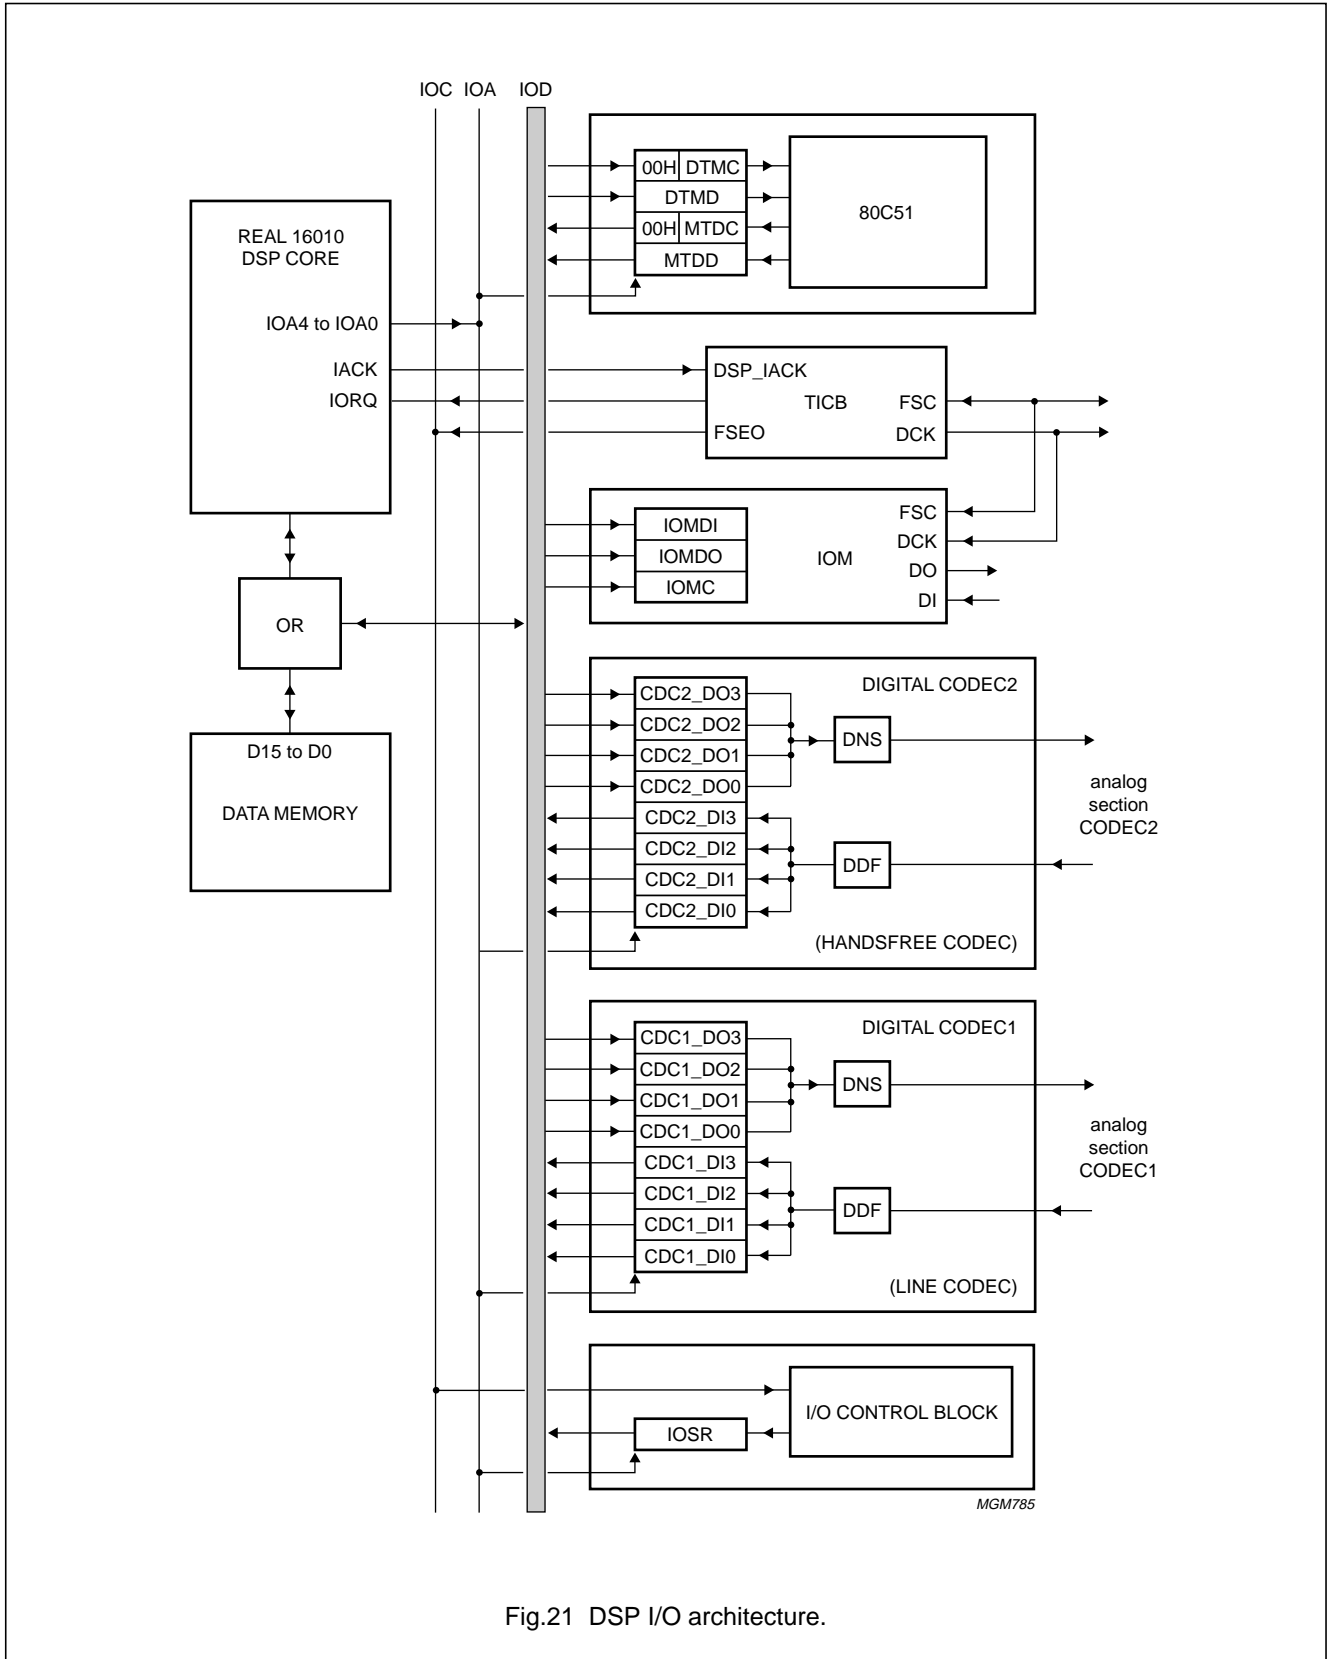 IOC IOA IOD
REAL 16010
DSP CORE
IOA4 to IOA0
IACK
IORQ
OR
D15 to D0
DATA MEMORY
00H DTMC
DTMD
00H MTDC
MTDD
80C51
DSP_IACK
TICB
FSC
FSEO
DCK
IOMDI
IOMDO
IOMC
IOM
FSC
DCK
DO
DI
DIGITAL CODEC2
CDC2_DO3
CDC2_DO2
CDC2_DO1
CDC2_DO0
CDC2_DI3
CDC2_DI2
CDC2_DI1
CDC2_DI0
DNS
DDF
(HANDSFREE CODEC)
analog
section
CODEC2
DIGITAL CODEC1
CDC1_DO3
CDC1_DO2
CDC1_DO1
CDC1_DO0
CDC1_DI3
CDC1_DI2
CDC1_DI1
CDC1_DI0
DNS
DDF
(LINE CODEC)
analog
section
CODEC1
I/O CONTROL BLOCK
IOSR
MGM785
Fig.21 DSP I/O architecture.